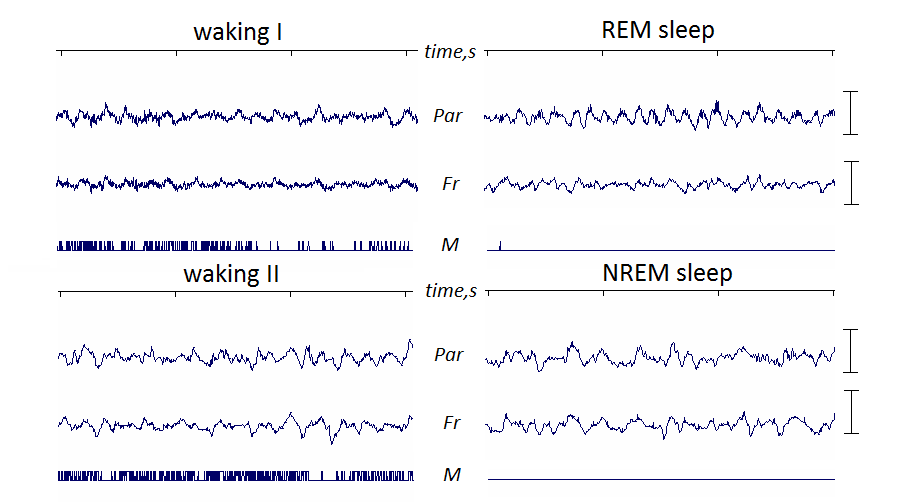 waking I REM sleep
time,s
Par
Fr
M
waking II NREM sleep
time,s
Par
Fr
M